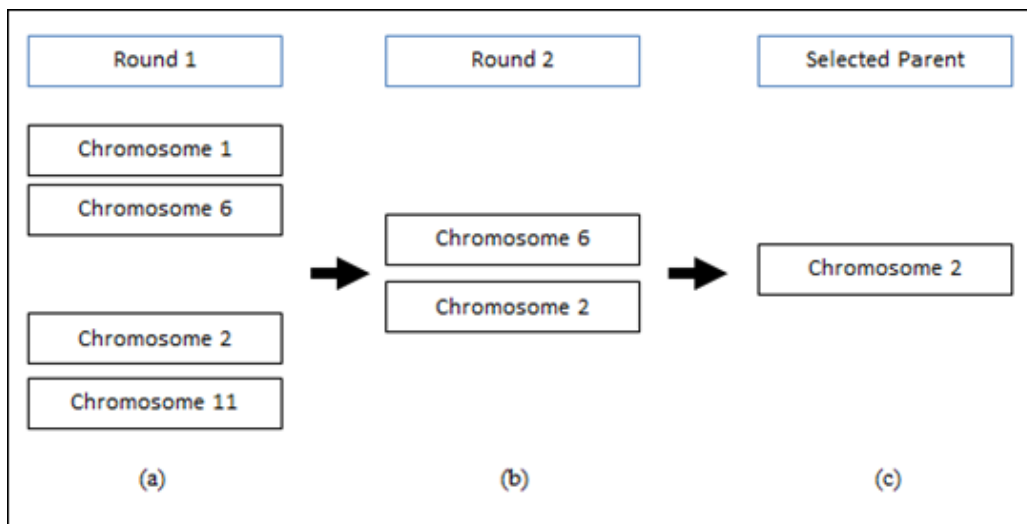 Round 1
Round 2
Selected Parent
Chromosome 1
Chromosome 6
Chromosome 2
Chromosome 11
Chromosome 6
Chromosome 2
Chromosome 2
(a)
(b)
(c)